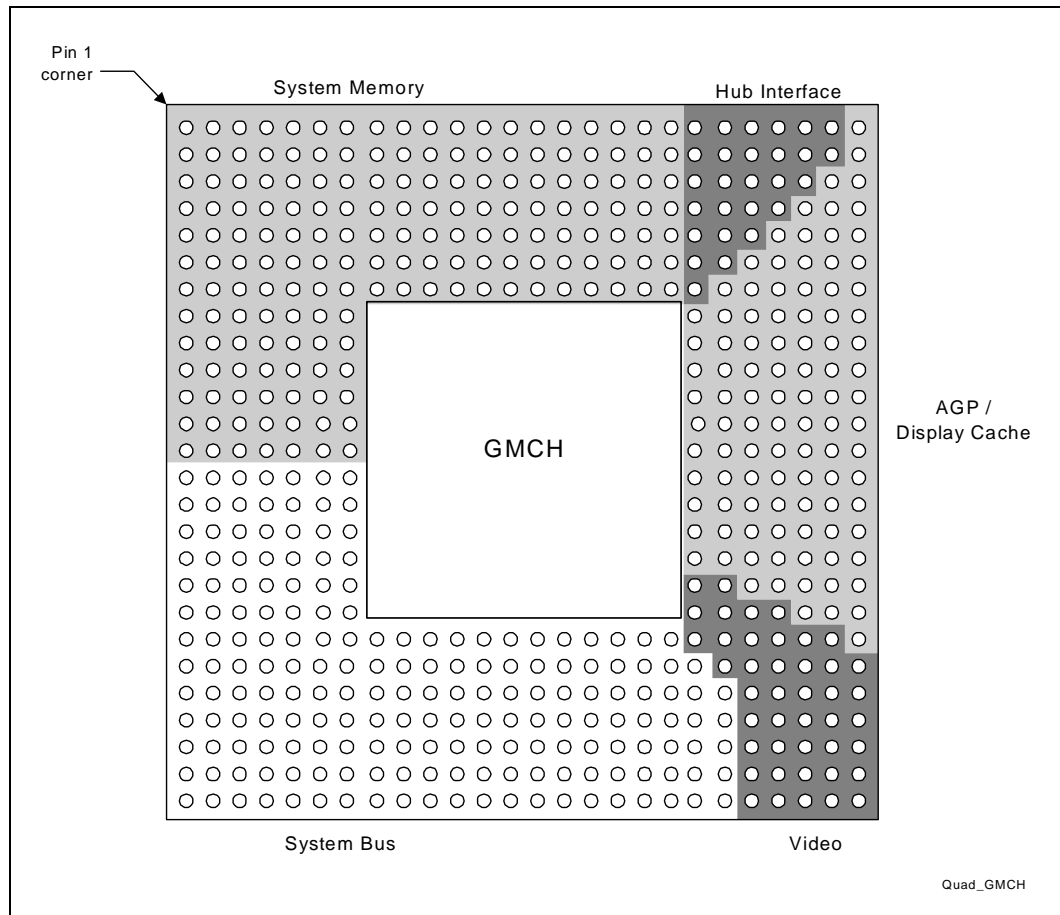 Pin 1
corner
System Memory
Hub Interface
AGP /
Display Cache
GMCH
System Bus
Video
Quad_GMCH